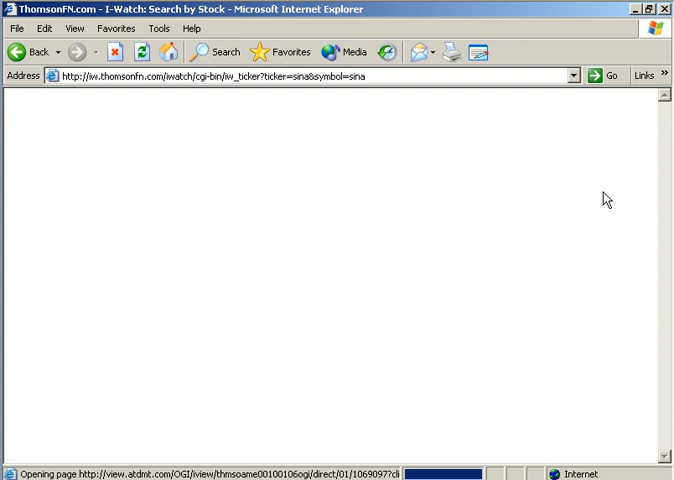 ThomsonFN.com - I-Watch: Search by Stock - Microsoft Internet Explorer
File Edit View Favorites Tools Help
Back Search Favorites Media
Address http://iw.thomsonfn.com/iwatch/cgi-bin/iw_ticker?ticker=sina&symbol=sina Go Links »
Opening page http://view.atdmt.com/OGI/iview/thmsoame00100106ogi/direct/01/1069097?cli Internet